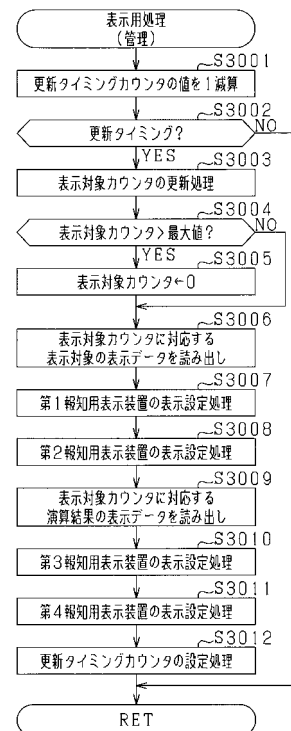 表示用処理
(管理)
S3001
更新タイミングカウンタの値を1減算
S3002
更新タイミング?
NO
YES
S3003
表示対象カウンタの更新処理
S3004
表示対象カウンタ>最大値?
NO
YES
S3005
表示対象カウンタ←0
S3006
表示対象カウンタに対応する
表示対象の表示データを読み出し
S3007
第1報知用表示装置の表示設定処理
S3008
第2報知用表示装置の表示設定処理
S3009
表示対象カウンタに対応する
演算結果の表示データを読み出し
S3010
第3報知用表示装置の表示設定処理
S3011
第4報知用表示装置の表示設定処理
S3012
更新タイミングカウンタの設定処理
RET